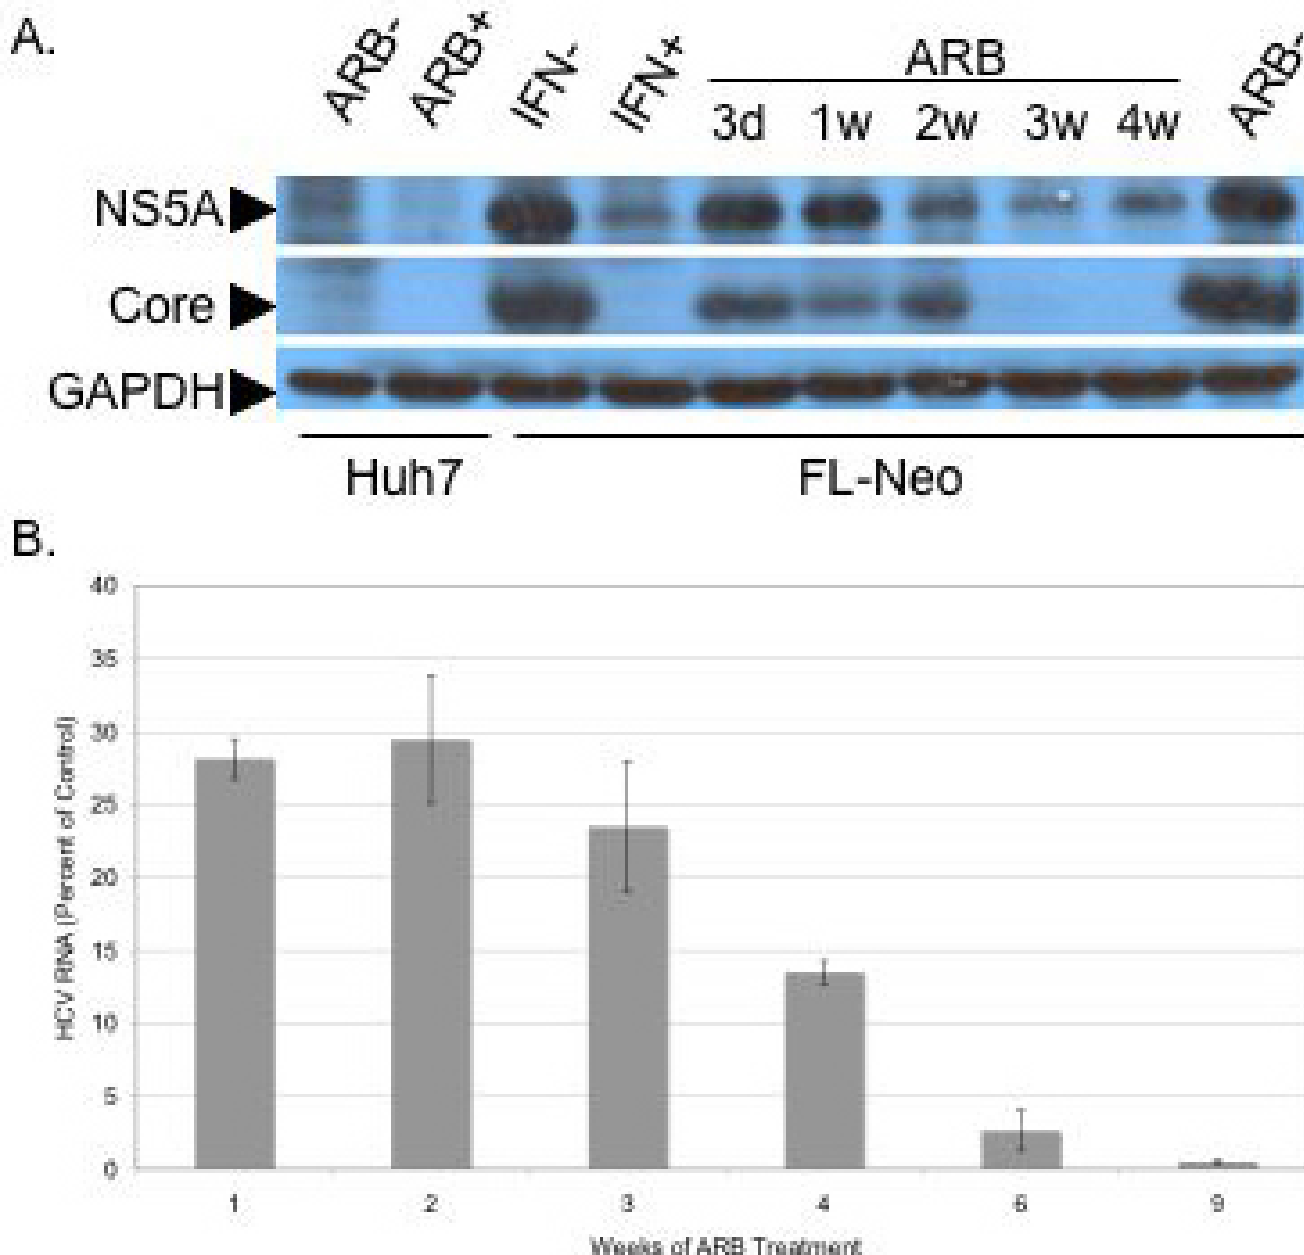 A.
ARB- ARB+ IFN- IFN+ ARB ARB-
3d 1w 2w 3w 4w
NS5A
Core
GAPDH
Huh7 FL-Neo
B.
40
35
30
25
20
15
10
5
0
HCV RNA (Percent of Control)
1 2 3 4 6 9
Weeks of ARB Treatment